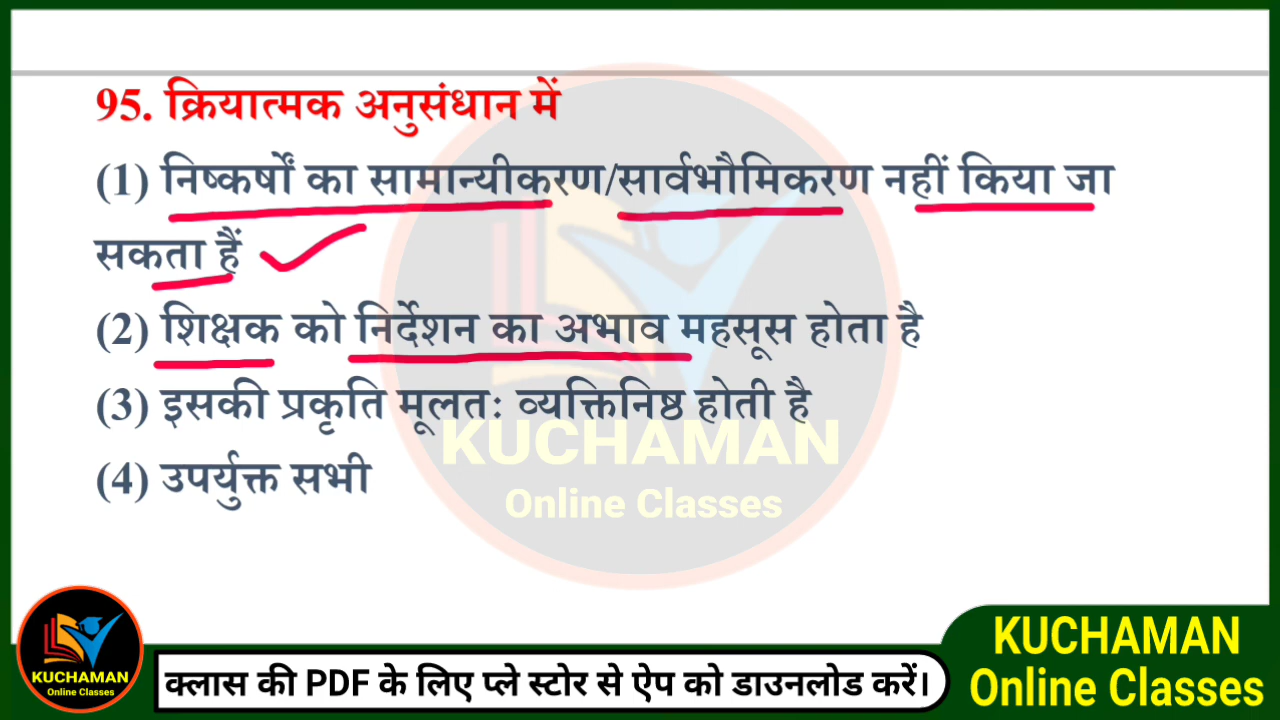 95. क्रियात्मक अनुसंधान में
(1) निष्कर्षों का सामान्यीकरण/सार्वभौमिकरण नहीं किया जा
सकता हैं
(2) शिक्षक को निर्देशन का अभाव महसूस होता है
(3) इसकी प्रकृति मूलतः व्यक्तिनिष्ठ होती है
KUCHAMAN
(4) उपर्युक्त सभी
Online Classes
KUCHAMAN
Online Classes
क्लास की PDF के लिए प्ले स्टोर से ऐप को डाउनलोड करें।
KUCHAMAN
Online Classes